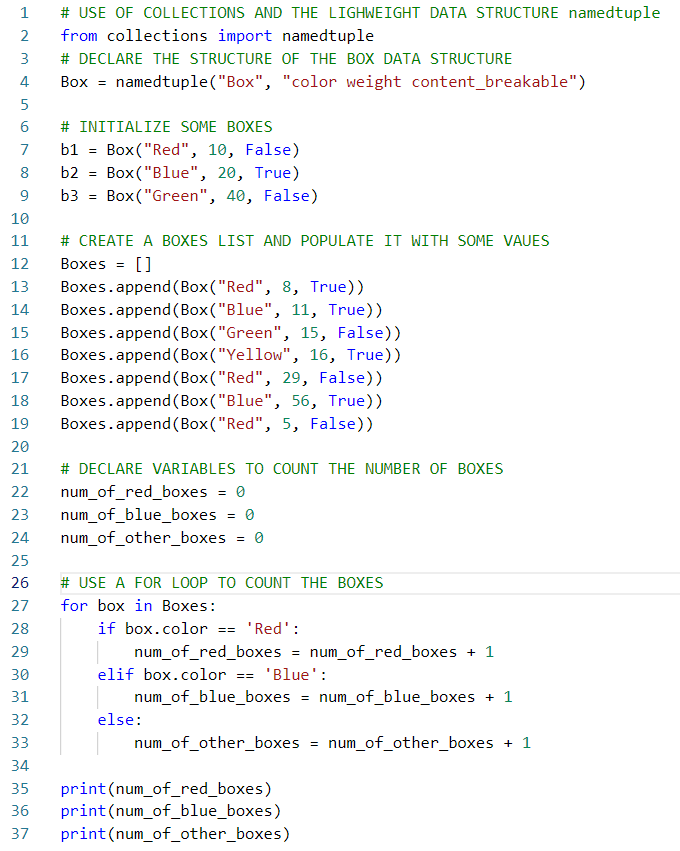 1 # USE OF COLLECTIONS AND THE LIGHWEIGHT DATA STRUCTURE namedtuple
2 from collections import namedtuple
3 # DECLARE THE STRUCTURE OF THE BOX DATA STRUCTURE
4 Box = namedtuple("Box", "color weight content_breakable")
5
6 # INITIALIZE SOME BOXES
7 b1 = Box("Red", 10, False)
8 b2 = Box("Blue", 20, True)
9 b3 = Box("Green", 40, False)
10
11 # CREATE A BOXES LIST AND POPULATE IT WITH SOME VAUES
12 Boxes = []
13 Boxes.append(Box("Red", 8, True))
14 Boxes.append(Box("Blue", 11, True))
15 Boxes.append(Box("Green", 15, False))
16 Boxes.append(Box("Yellow", 16, True))
17 Boxes.append(Box("Red", 29, False))
18 Boxes.append(Box("Blue", 56, True))
19 Boxes.append(Box("Red", 5, False))
20
21 # DECLARE VARIABLES TO COUNT THE NUMBER OF BOXES
22 num_of_red_boxes = 0
23 num_of_blue_boxes = 0
24 num_of_other_boxes = 0
25
26 # USE A FOR LOOP TO COUNT THE BOXES
27 for box in Boxes:
28     if box.color == 'Red':
29         num_of_red_boxes = num_of_red_boxes + 1
30     elif box.color == 'Blue':
31         num_of_blue_boxes = num_of_blue_boxes + 1
32     else:
33         num_of_other_boxes = num_of_other_boxes + 1
34
35 print(num_of_red_boxes)
36 print(num_of_blue_boxes)
37 print(num_of_other_boxes)